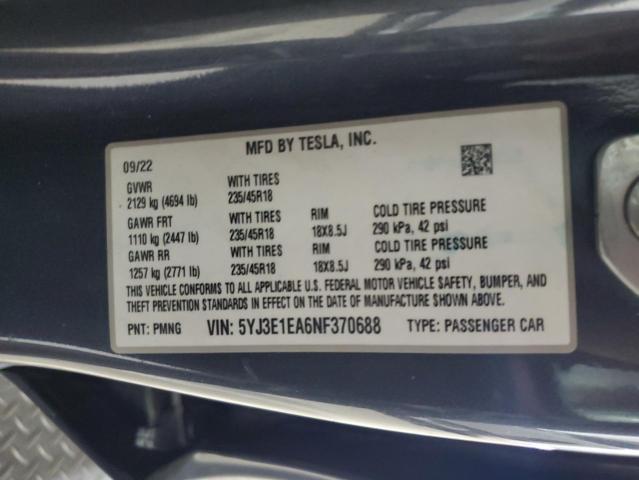 MFD BY TESLA, INC.
09/22
GVWR WITH TIRES
2129 kg (4694 lb) 235/45R18
GAWR FRT WITH TIRES RIM COLD TIRE PRESSURE
1110 kg (2447 lb) 235/45R18 18X8.5J 290 kPa, 42 psi
GAWR RR WITH TIRES RIM COLD TIRE PRESSURE
1257 kg (2771 lb) 235/45R18 18X8.5J 290 kPa, 42 psi
THIS VEHICLE CONFORMS TO ALL APPLICABLE U.S. FEDERAL MOTOR VEHICLE SAFETY, BUMPER, AND
THEFT PREVENTION STANDARDS IN EFFECT ON THE DATE OF MANUFACTURE SHOWN ABOVE.
PNT: PMNG VIN: 5YJ3E1EA6NF370688 TYPE: PASSENGER CAR